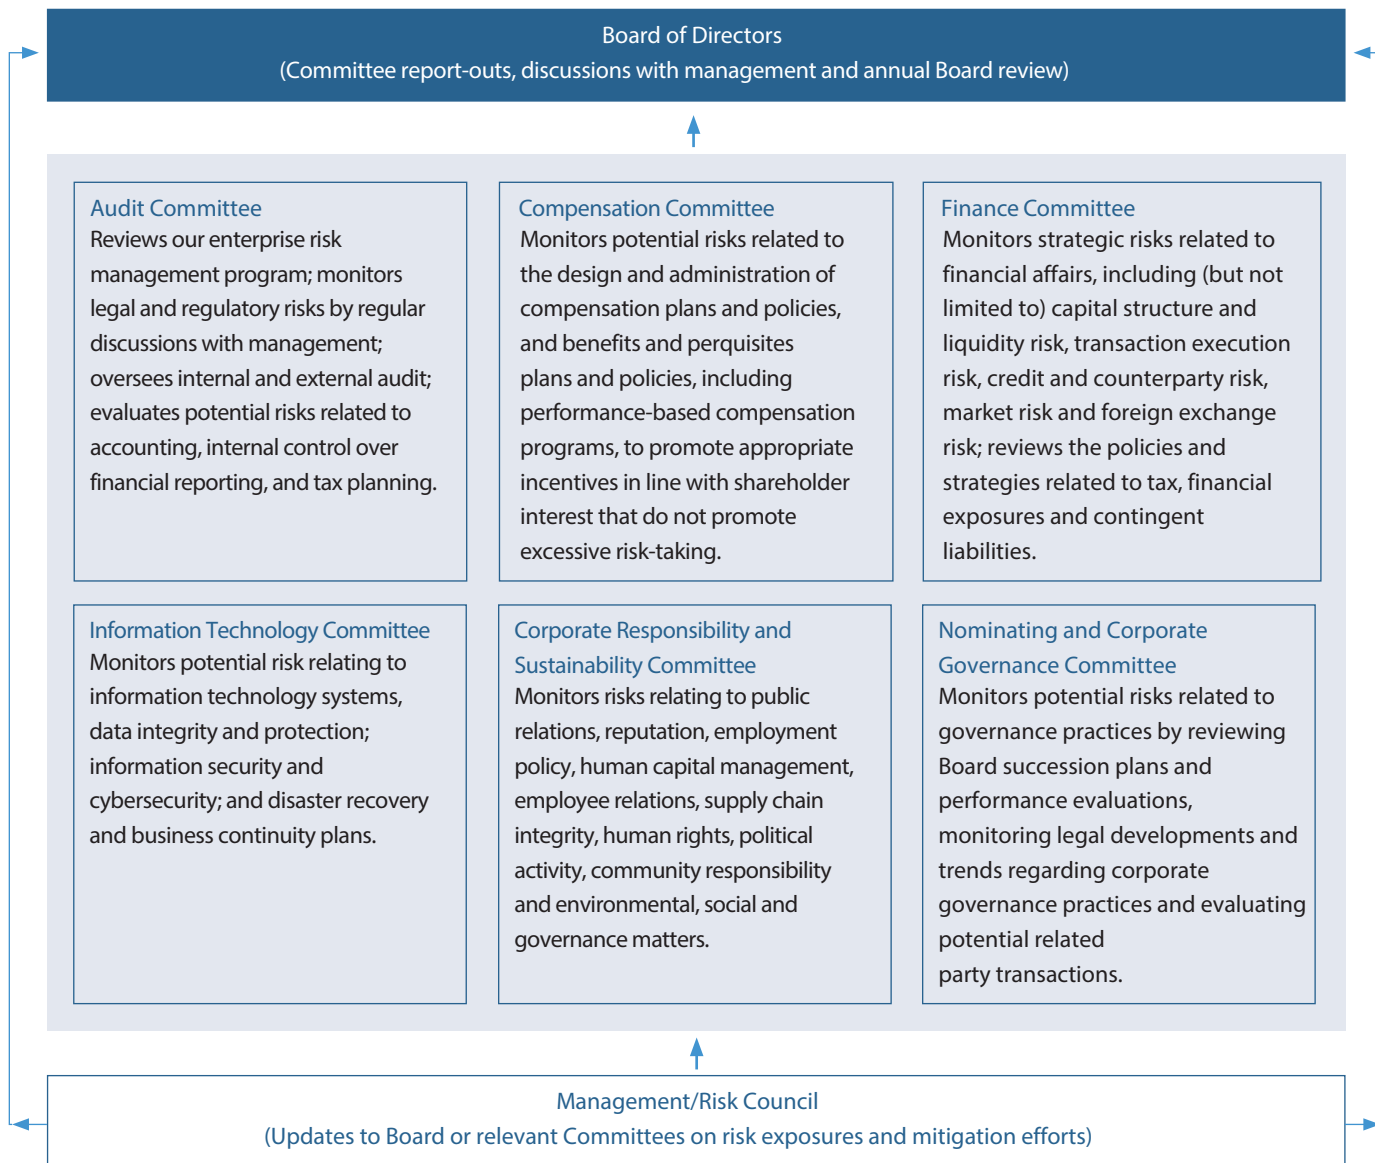 Board of Directors
(Committee report-outs, discussions with management and annual Board review)
Audit Committee
Reviews our enterprise risk
management program; monitors
legal and regulatory risks by regular
discussions with management;
oversees internal and external audit;
evaluates potential risks related to
accounting, internal control over
financial reporting, and tax planning.
Compensation Committee
Monitors potential risks related to
the design and administration of
compensation plans and policies,
and benefits and perquisites
plans and policies, including
performance-based compensation
programs, to promote appropriate
incentives in line with shareholder
interest that do not promote
excessive risk-taking.
Finance Committee
Monitors strategic risks related to
financial affairs, including (but not
limited to) capital structure and
liquidity risk, transaction execution
risk, credit and counterparty risk,
market risk and foreign exchange
risk; reviews the policies and
strategies related to tax, financial
exposures and contingent
liabilities.
Information Technology Committee
Monitors potential risk relating to
information technology systems,
data integrity and protection;
information security and
cybersecurity; and disaster recovery
and business continuity plans.
Corporate Responsibility and
Sustainability Committee
Monitors risks relating to public
relations, reputation, employment
policy, human capital management,
employee relations, supply chain
integrity, human rights, political
activity, community responsibility
and environmental, social and
governance matters.
Nominating and Corporate
Governance Committee
Monitors potential risks related to
governance practices by reviewing
Board succession plans and
performance evaluations,
monitoring legal developments and
trends regarding corporate
governance practices and evaluating
potential related
party transactions.
Management/Risk Council
(Updates to Board or relevant Committees on risk exposures and mitigation efforts)